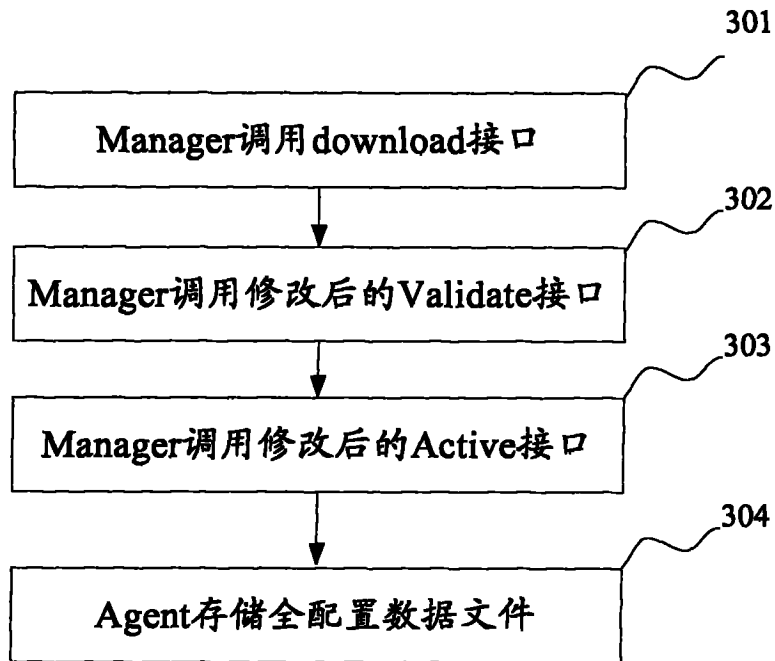 301
Manager调用download接口
302
Manager调用修改后的Validate接口
303
Manager调用修改后的Active接口
304
Agent存储全配置数据文件